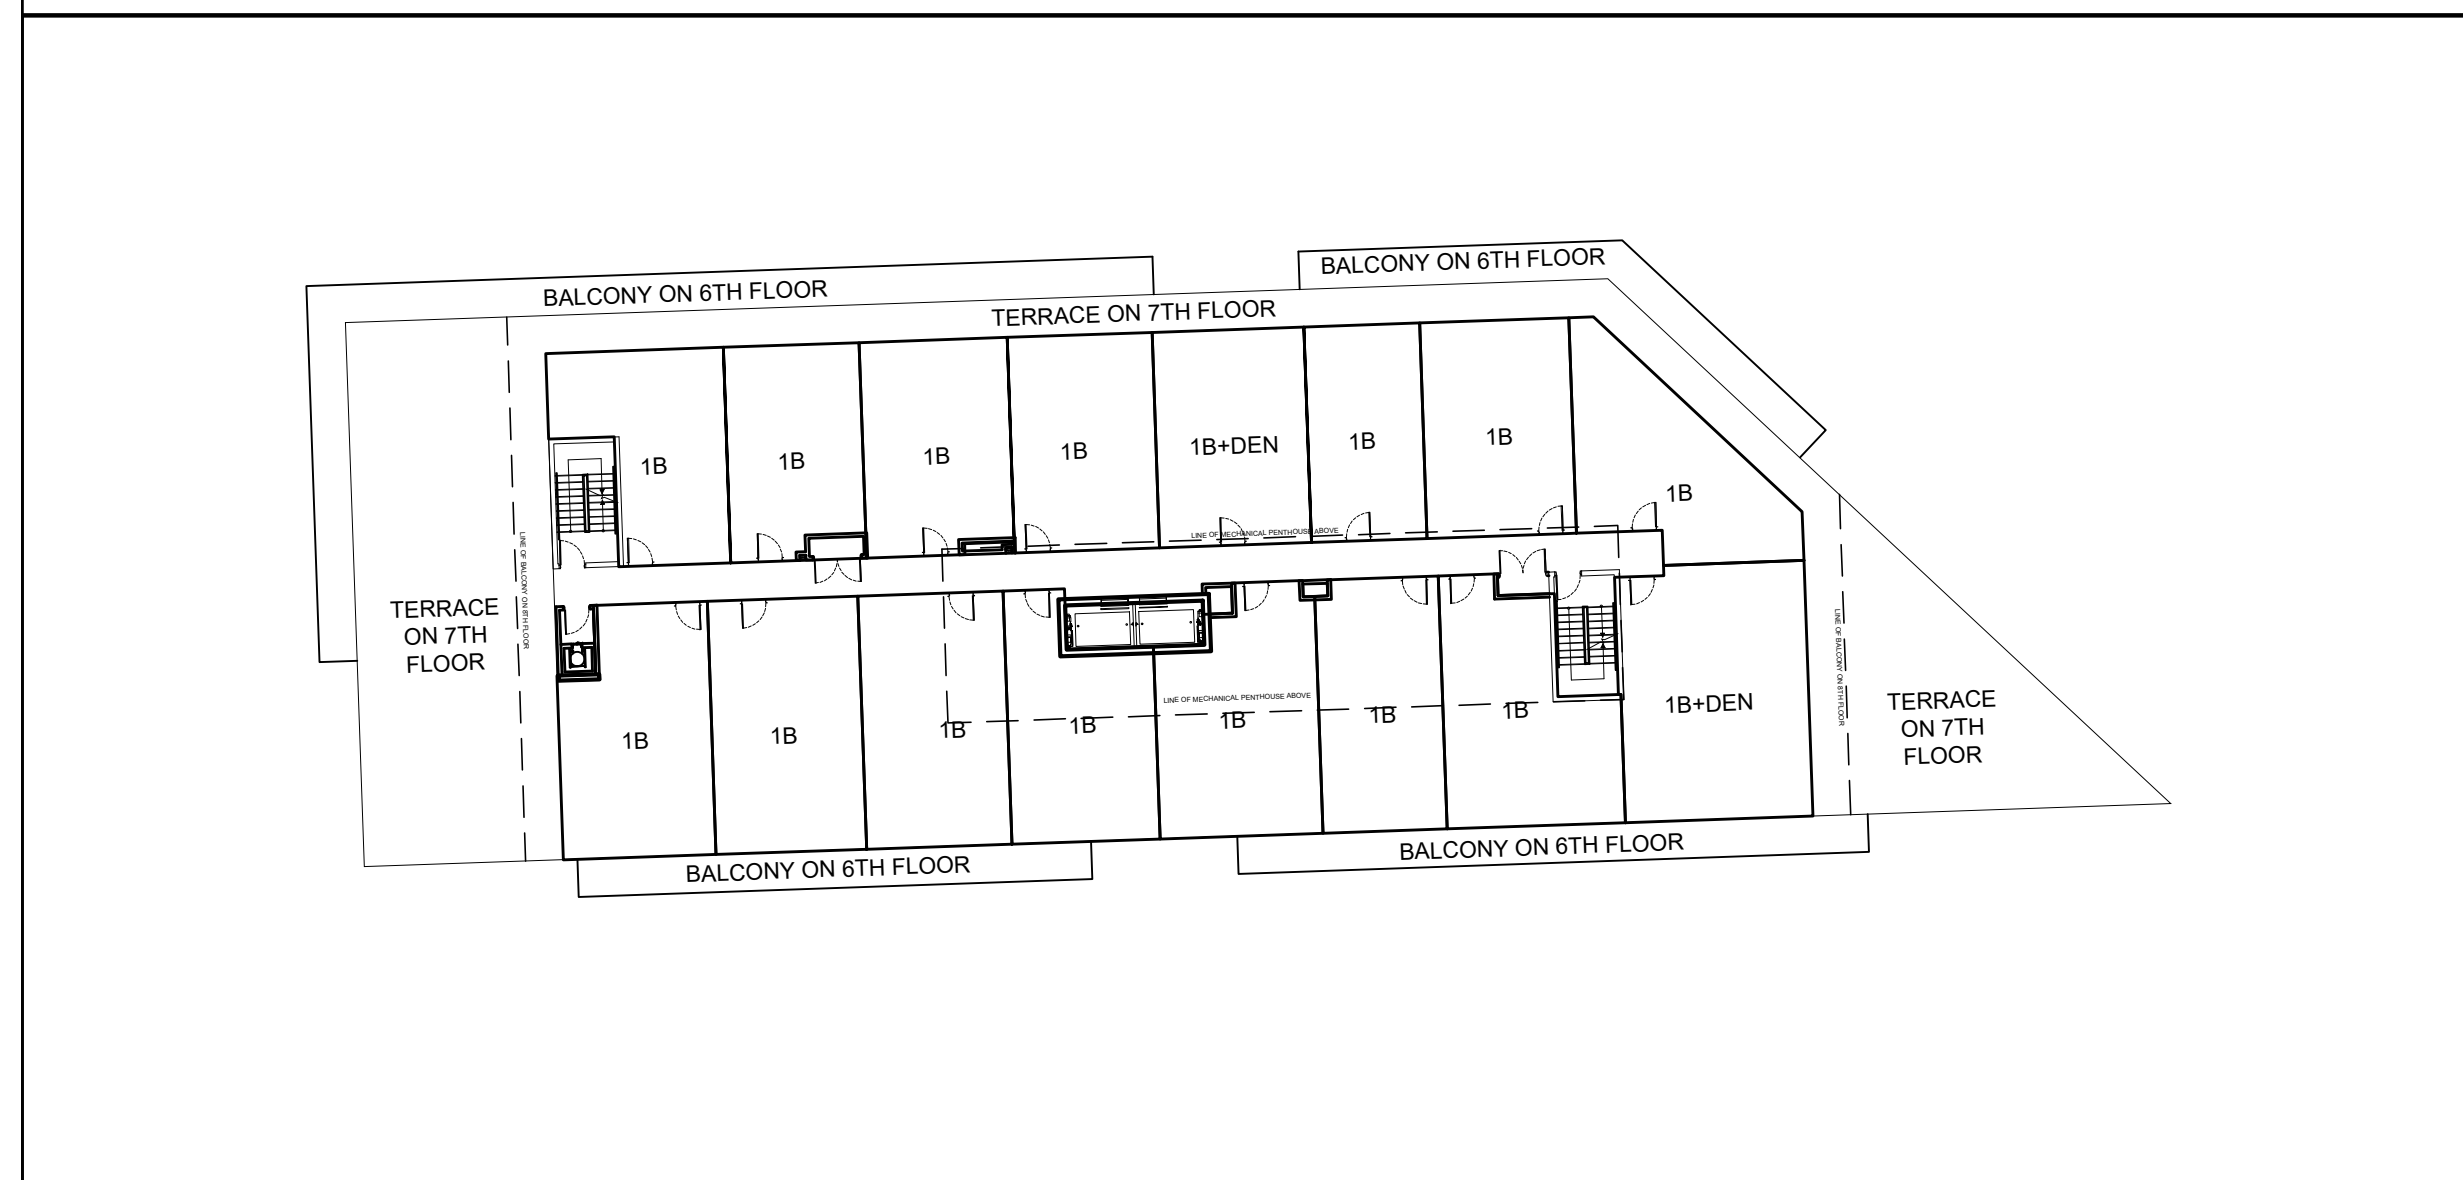 BALCONY ON 6TH FLOOR
BALCONY ON 6TH FLOOR
TERRACE ON 7TH FLOOR
1B
1B
1B
1B
1B+DEN
1B
1B
1B
LINE OF MECHANICAL PENTHOUSE ABOVE
LINE OF BALCONY ON 8TH FLOOR
TERRACE
ON 7TH
FLOOR
LINE OF MECHANICAL PENTHOUSE ABOVE
1B
1B
1B
1B
1B
1B
1B
1B+DEN
LINE OF BALCONY ON 8TH FLOOR
TERRACE
ON 7TH
FLOOR
BALCONY ON 6TH FLOOR
BALCONY ON 6TH FLOOR